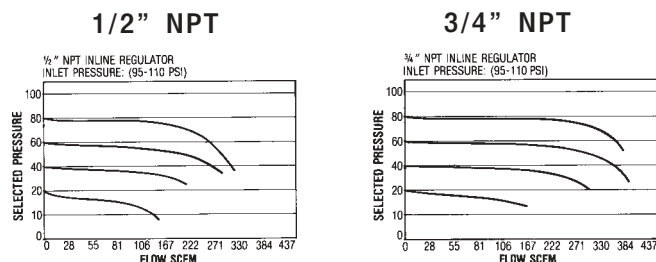 1/2” NPT
½” NPT INLINE REGULATOR
INLET PRESSURE: (95-110 PSI)
SELECTED PRESSURE
100
80
60
40
20
10
0
0 28 55 81 106 167 222 271 330 384 437
FLOW SCFM
3/4” NPT
¾” NPT INLINE REGULATOR
INLET PRESSURE: (95-110 PSI)
SELECTED PRESSURE
100
80
60
40
20
10
0
0 28 55 81 106 167 222 271 330 384 437
FLOW SCFM